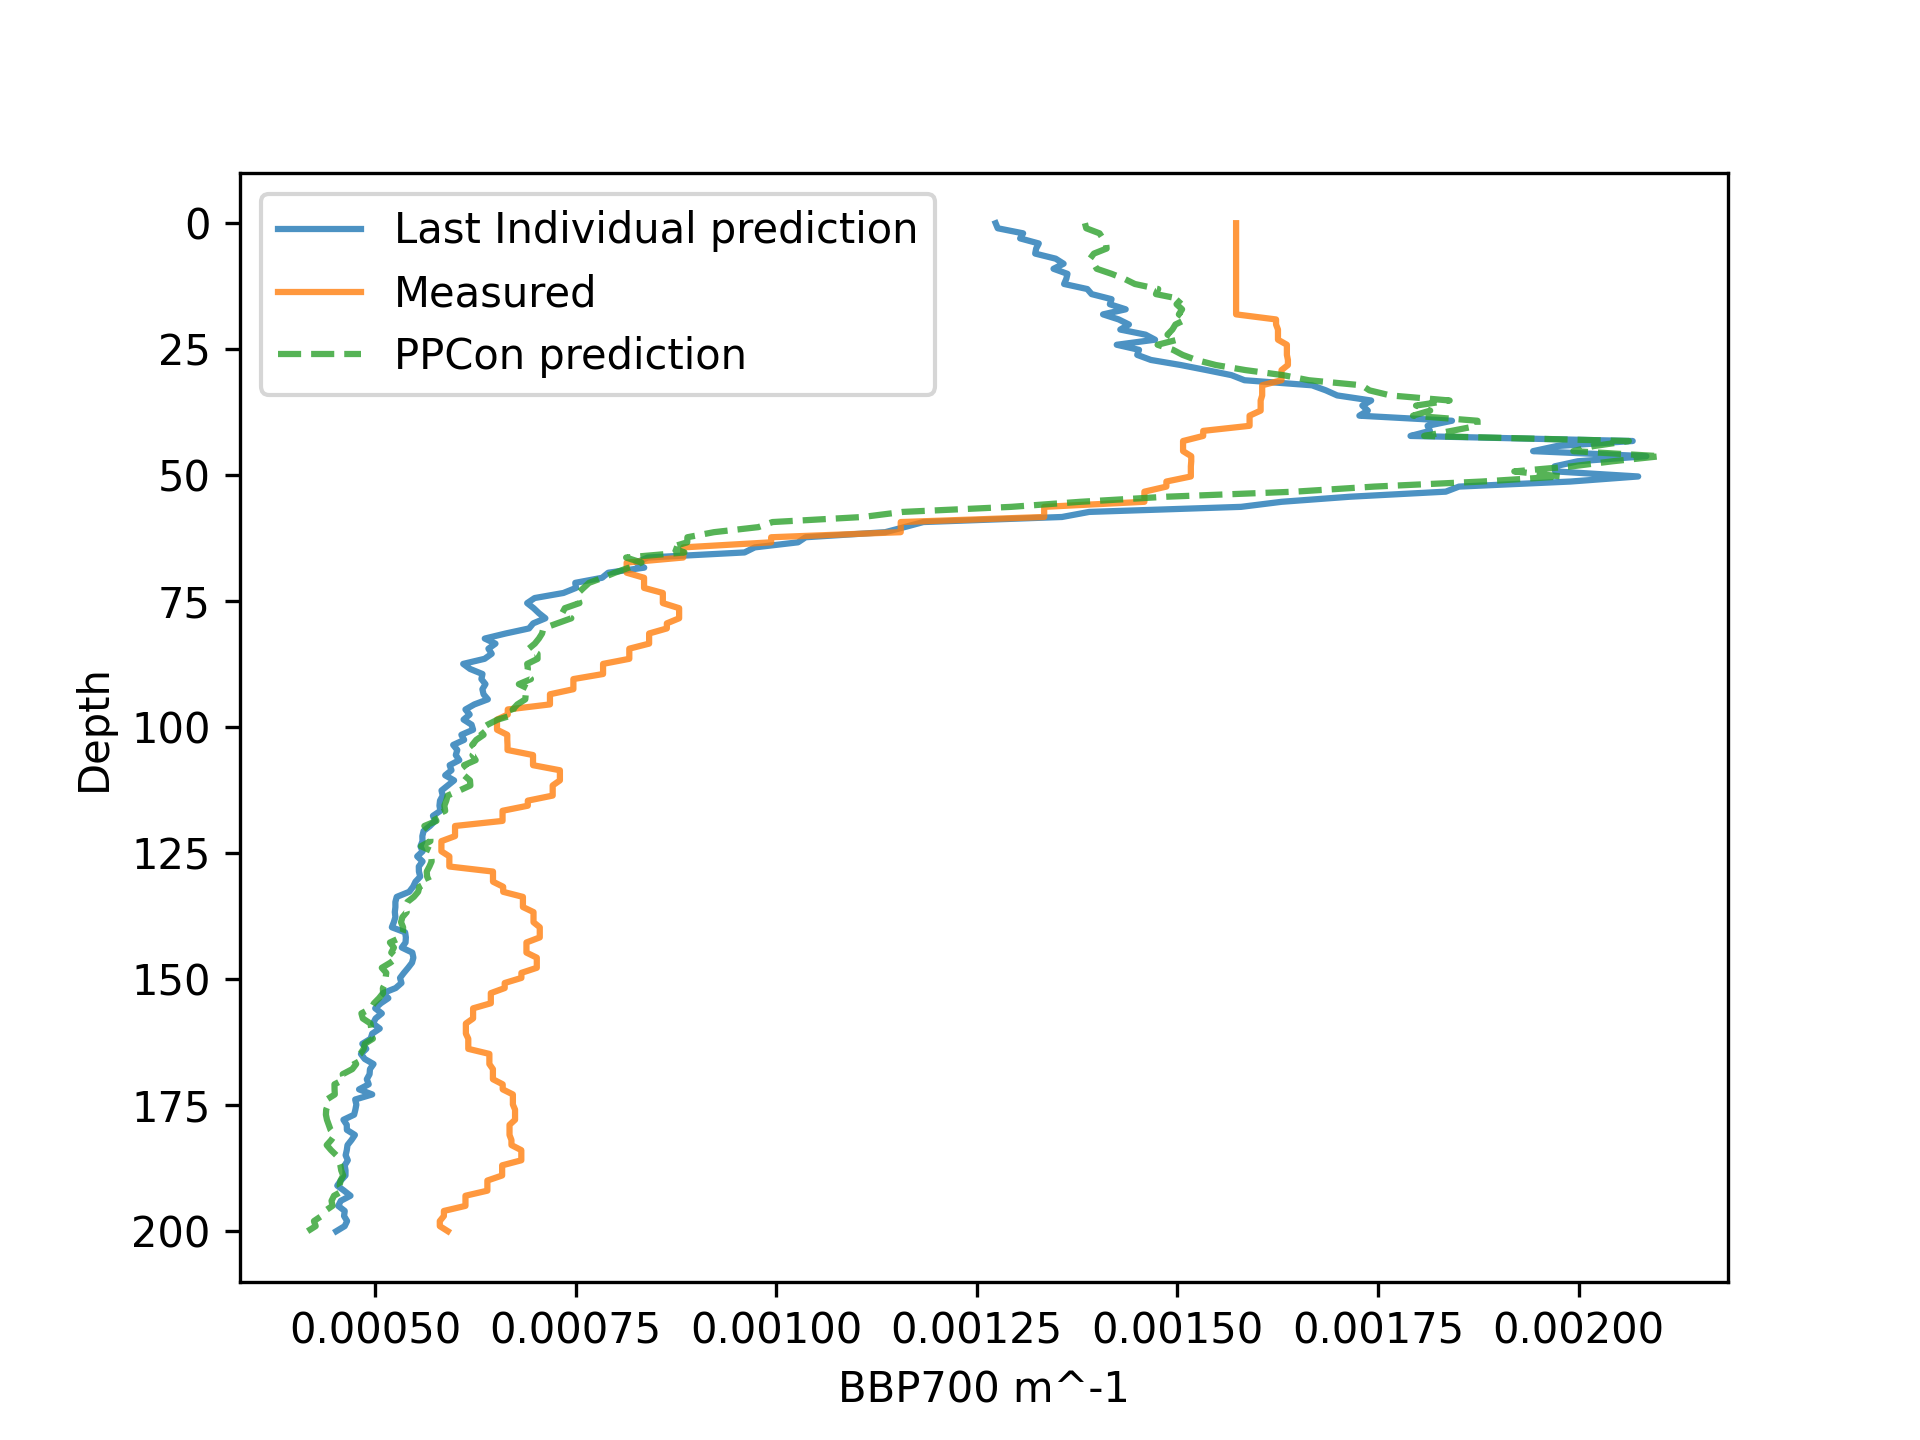 Last Individual prediction
Measured
PPCon prediction
0
25
50
75
100
125
150
175
200
Depth
0.00050 0.00075 0.00100 0.00125 0.00150 0.00175 0.00200
BBP700 m^-1